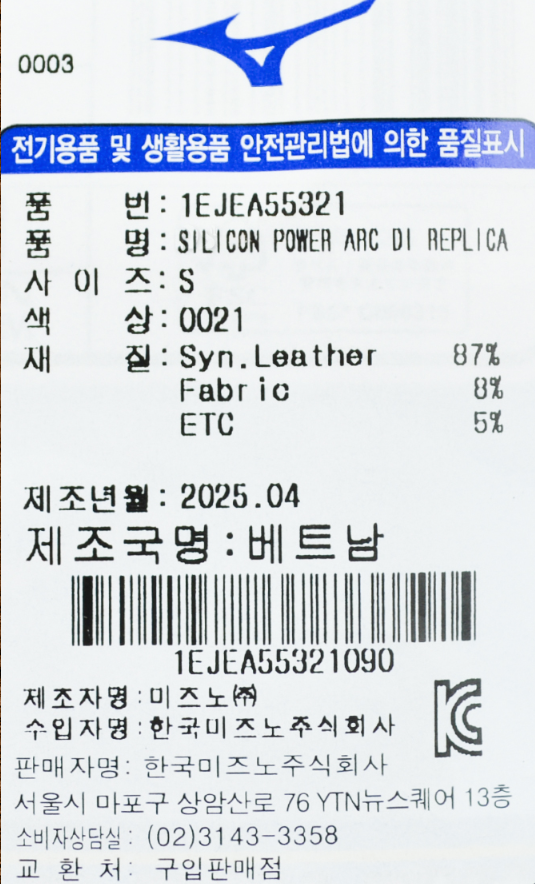 0003
전기용품 및 생활용품 안전관리법에 의한 품질표시
품 번 : 1EJEA55321
품 명 : SILICON POWER ARC DI REPLICA
사 이 즈 : S
색 상 : 0021
재 질 : Syn.Leather 87%
Fabric 8%
ETC 5%
제조년월 : 2025.04
제조국명 : 베트남
1EJEA55321090
제조자명 : 미즈노㈜
수입자명 : 한국미즈노주식회사
판매자명: 한국미즈노주식회사
서울시 마포구 상암산로 76 YTN뉴스퀘어 13층
소비자상담실 : (02)3143-3358
교 환 처: 구입판매점